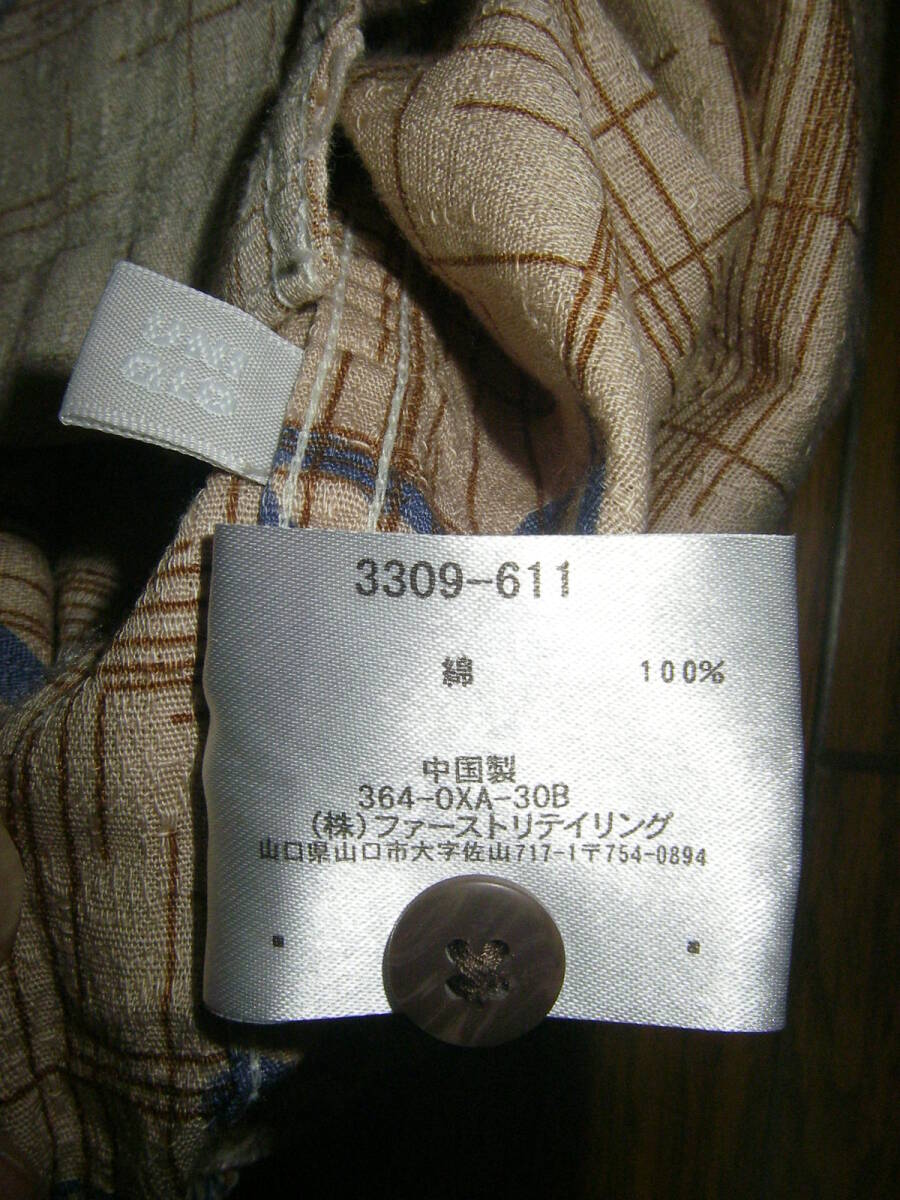 3309-611
綿 100%
中国製
364-OXA-30B
(株)ファーストリテイリング
山口県山口市大字佐山717-1〒754-0894